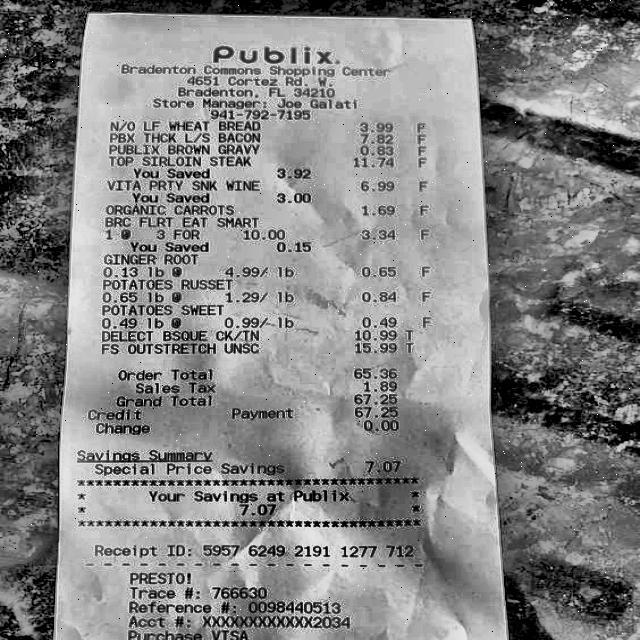 Publix.
Bradenton Commons Shopping Center
4651 Cortez Rd. W.
Bradenton, FL 34210
Store Manager: Joe Galati
941-792-7195
N/O LF WHEAT BREAD 3.99 F
PBX THCK L/S BACON 7.82 F
PUBLIX BROWN GRAVY 0.83 F
TOP SIRLOIN STEAK 11.74 F
You Saved 3.92
VITA PRTY SNK WINE 6.99 F
You Saved 3.00
ORGANIC CARROTS 1.69 F
BRC FLRT EAT SMART
1 @ 3 FOR 10.00 3.34 F
You Saved 0.15
GINGER ROOT
0.13 lb @ 4.99/ lb 0.65 F
POTATOES RUSSET
0.65 lb @ 1.29/ lb 0.84 F
POTATOES SWEET
0.49 lb @ 0.99/ lb 0.49 F
DELECT BSQUE CK/TN 10.99 T
FS OUTSTRETCH UNSC 15.99 T
Order Total 65.36
Sales Tax 1.89
Grand Total 67.25
Credit Payment 67.25
Change 0.00
Savings Summary
Special Price Savings 7.07
****************************************
* Your Savings at Publix *
* 7.07 *
****************************************
Receipt ID: 5957 6249 2191 1277 712
- - - - - - - - - - - - - - - - - - - -
PRESTO!
Trace #: 766630
Reference #: 0098440513
Acct #: XXXXXXXXXXXX2034
Purchase VISA